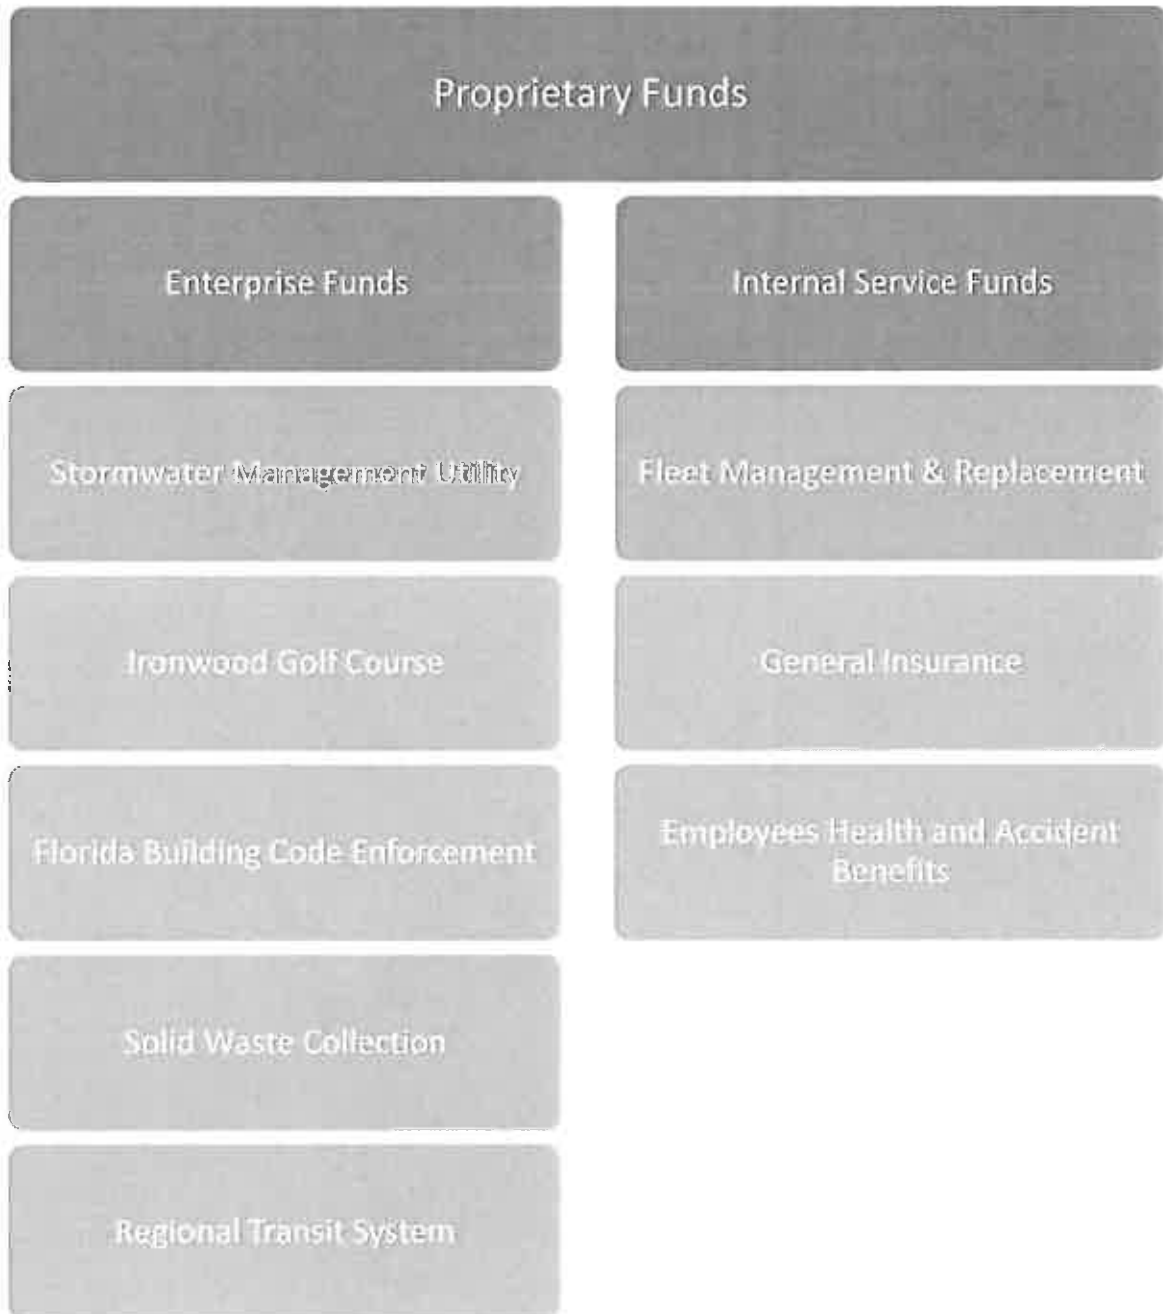 Proprietary Funds
Enterprise Funds
Internal Service Funds
Stormwater Management Utility
Fleet Management & Replacement
Ironwood Golf Course
General Insurance
Florida Building Code Enforcement
Employees Health and Accident
Benefits
Solid Waste Collection
Regional Transit System